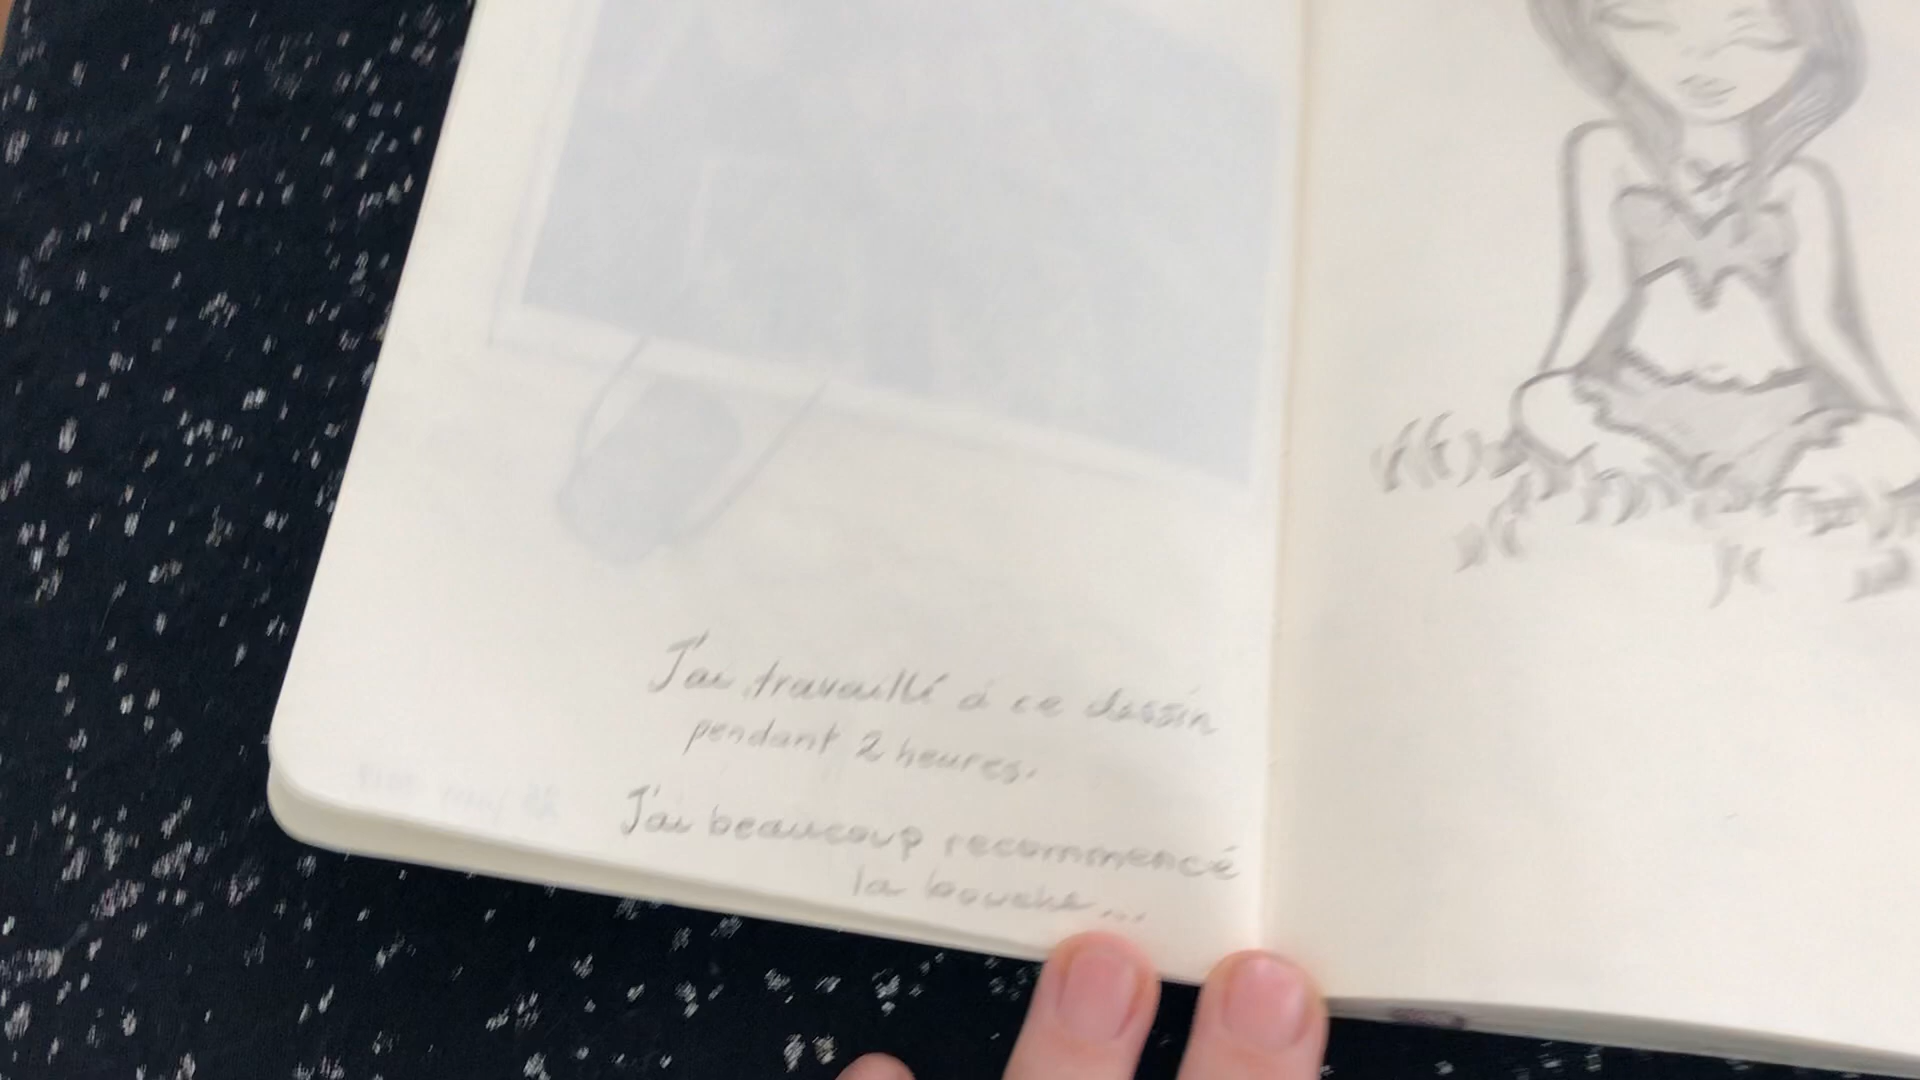 J'ai travaillé à ce dessin
pendant 2 heures.
J'ai beaucoup recommencé
la bouche...